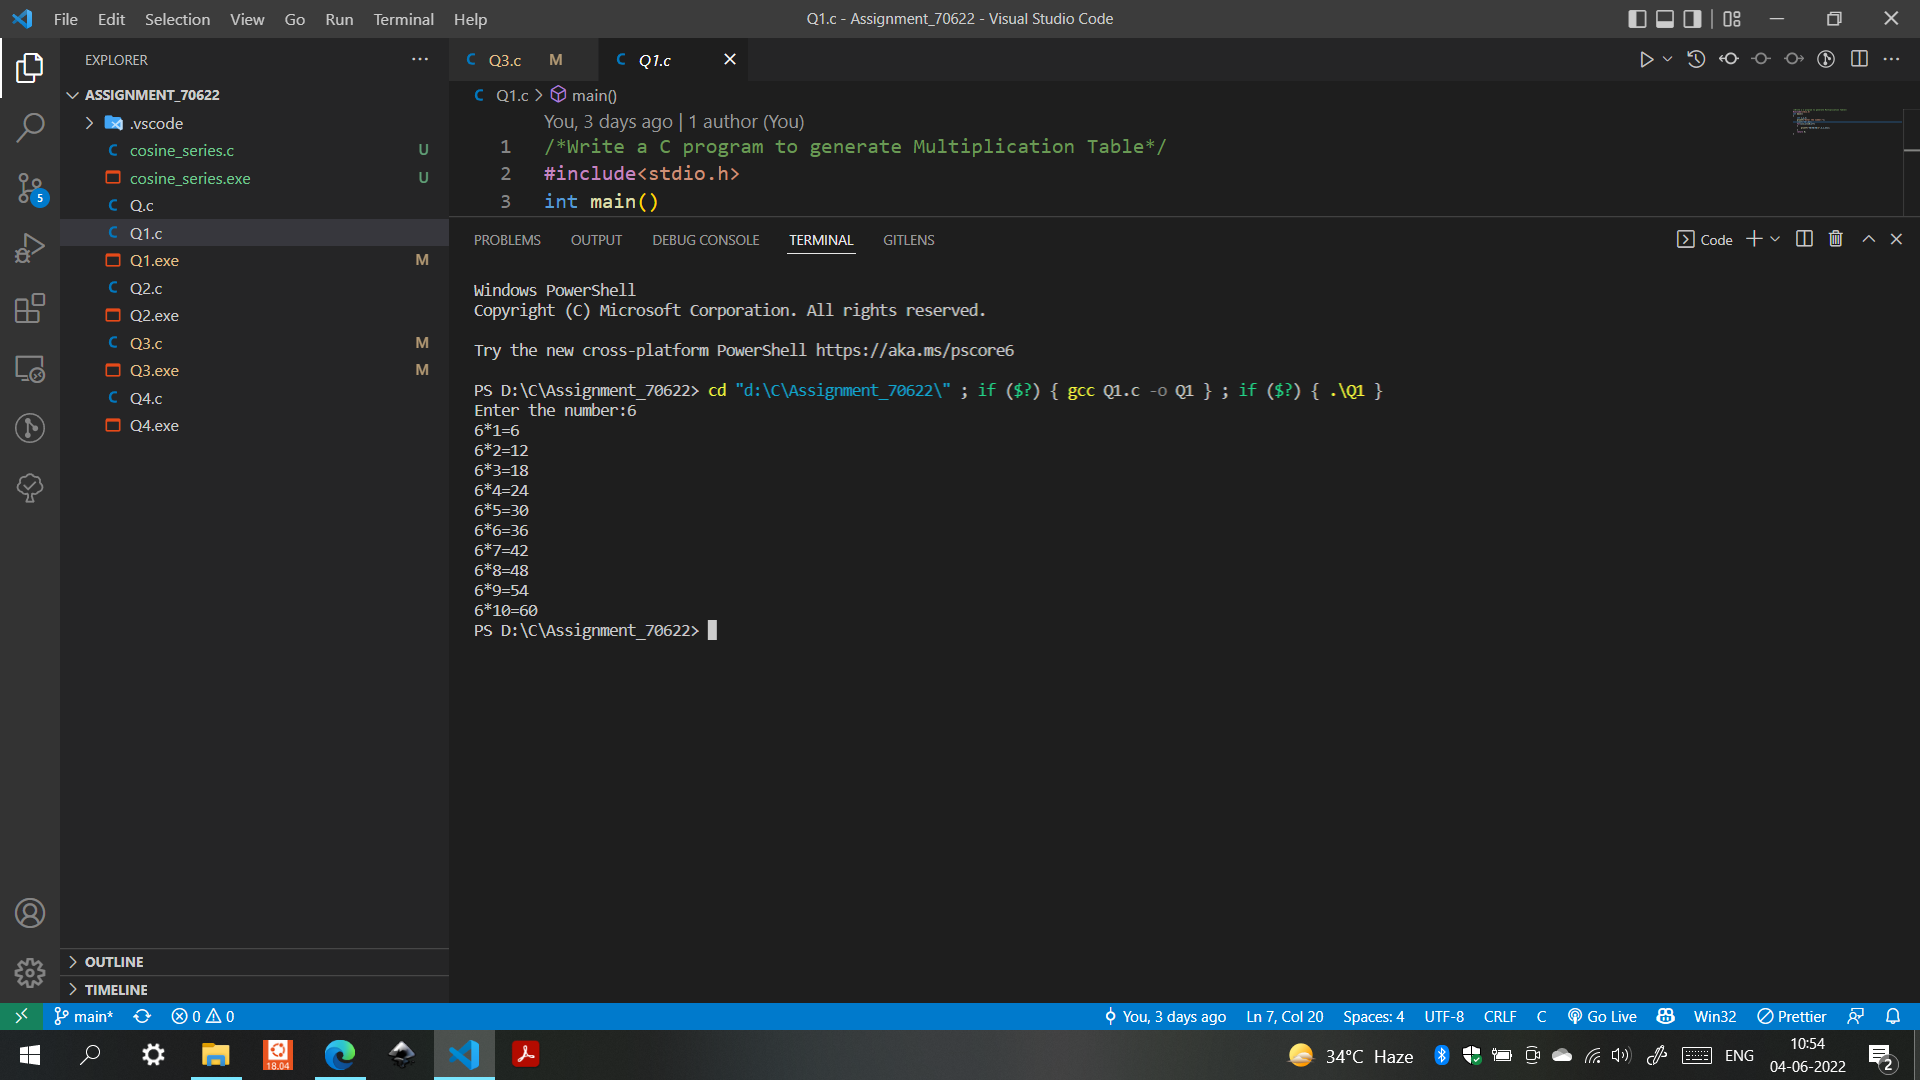 File Edit Selection View Go Run Terminal Help
Q1.c - Assignment_70622 - Visual Studio Code
EXPLORER
ASSIGNMENT_70622
.vscode
cosine_series.c U
cosine_series.exe U
Q.c
Q1.c
Q1.exe M
Q2.c
Q2.exe
Q3.c M
Q3.exe M
Q4.c
Q4.exe
OUTLINE
TIMELINE
5
C Q3.c M
C Q1.c
C Q1.c > main()
You, 3 days ago | 1 author (You)
1 /*Write a C program to generate Multiplication Table*/
2 #include<stdio.h>
3 int main()
PROBLEMS OUTPUT DEBUG CONSOLE TERMINAL GITLENS
Code
Windows PowerShell
Copyright (C) Microsoft Corporation. All rights reserved.
Try the new cross-platform PowerShell https://aka.ms/pscore6
PS D:\C\Assignment_70622> cd "d:\C\Assignment_70622\" ; if ($?) { gcc Q1.c -o Q1 } ; if ($?) { .\Q1 }
Enter the number:6
6*1=6
6*2=12
6*3=18
6*4=24
6*5=30
6*6=36
6*7=42
6*8=48
6*9=54
6*10=60
PS D:\C\Assignment_70622>
main* 0 0
You, 3 days ago Ln 7, Col 20 Spaces: 4 UTF-8 CRLF C Go Live Win32 Prettier
18.04
34°C Haze
ENG
10:54
04-06-2022
2